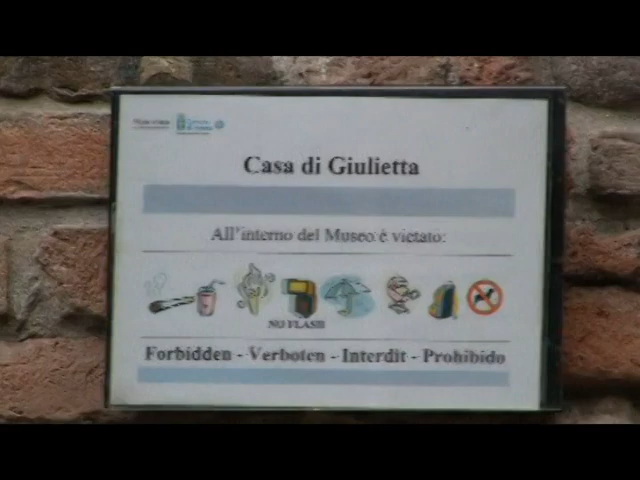 Casa di Giulietta
All'interno del Museo è vietato:
NO FLASH
Forbidden - Verboten - Interdit - Prohibido